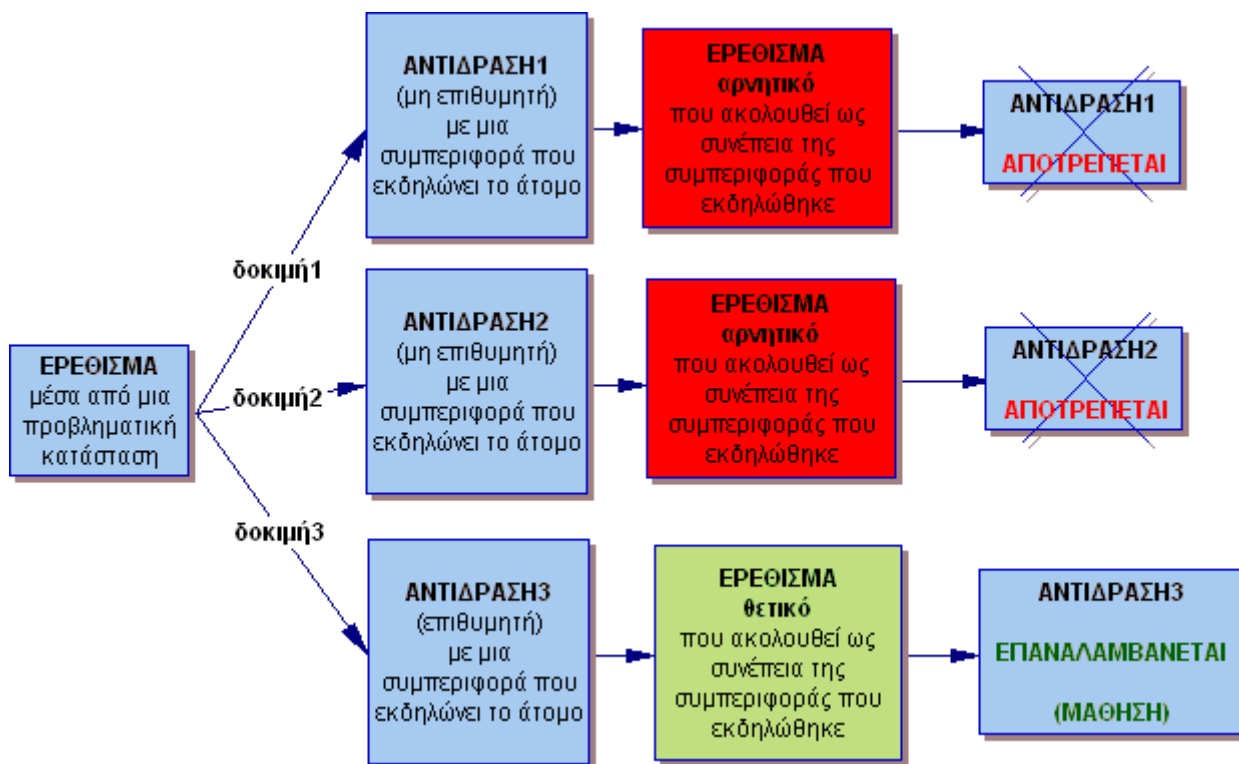 ΕΡΕΘΙΣΜΑ
μέσα από μια
προβληματική
κατάσταση
δοκιμή1
ΑΝΤΙΔΡΑΣΗ1
(μη επιθυμητή)
με μια
συμπεριφορά που
εκδηλώνει το άτομο
ΕΡΕΘΙΣΜΑ
αρνητικό
που ακολουθεί ως
συνέπεια της
συμπεριφοράς που
εκδηλώθηκε
ΑΝΤΙΔΡΑΣΗ1
ΑΠΟΤΡΕΠΕΤΑΙ
δοκιμή2
ΑΝΤΙΔΡΑΣΗ2
(μη επιθυμητή)
με μια
συμπεριφορά που
εκδηλώνει το άτομο
ΕΡΕΘΙΣΜΑ
αρνητικό
που ακολουθεί ως
συνέπεια της
συμπεριφοράς που
εκδηλώθηκε
ΑΝΤΙΔΡΑΣΗ2
ΑΠΟΤΡΕΠΕΤΑΙ
δοκιμή3
ΑΝΤΙΔΡΑΣΗ3
(επιθυμητή)
με μια
συμπεριφορά που
εκδηλώνει το άτομο
ΕΡΕΘΙΣΜΑ
θετικό
που ακολουθεί ως
συνέπεια της
συμπεριφοράς που
εκδηλώθηκε
ΑΝΤΙΔΡΑΣΗ3
ΕΠΑΝΑΛΑΜΒΑΝΕΤΑΙ
(ΜΑΘΗΣΗ)